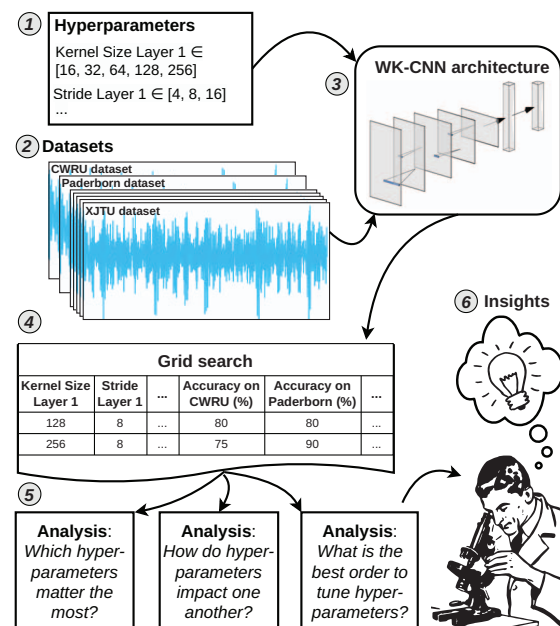 1 Hyperparameters
Kernel Size Layer 1 ∈
[16, 32, 64, 128, 256]
Stride Layer 1 ∈ [4, 8, 16]
...
2 Datasets
CWRU dataset
Paderborn dataset
XJTU dataset
3
WK-CNN architecture
4
Grid search
Kernel Size Layer 1 Stride Layer 1 ... Accuracy on CWRU (%) Accuracy on Paderborn (%) ...
128 8 ... 80 80 ...
256 8 ... 75 90 ...
5
Analysis:
Which hyper-
parameters
matter the
most?
Analysis:
How do hyper-
parameters
impact one
another?
Analysis:
What is the
best order to
tune hyper-
parameters?
6 Insights